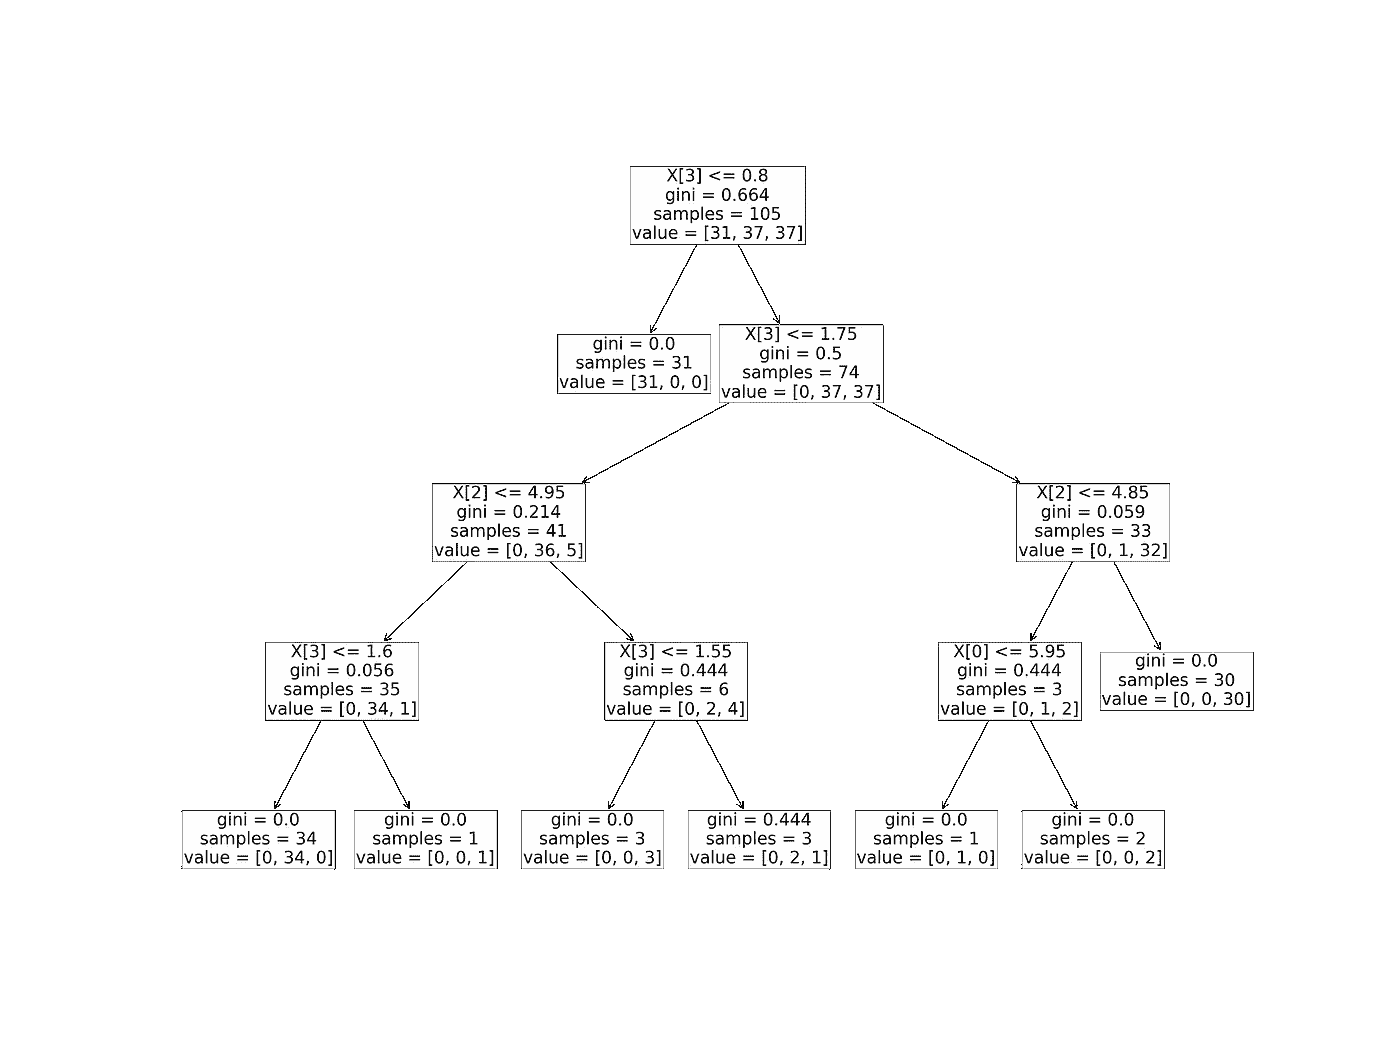 X[3] <= 0.8
gini = 0.664
samples = 105
value = [31, 37, 37]
gini = 0.0
samples = 31
value = [31, 0, 0]
X[3] <= 1.75
gini = 0.5
samples = 74
value = [0, 37, 37]
X[2] <= 4.95
gini = 0.214
samples = 41
value = [0, 36, 5]
X[2] <= 4.85
gini = 0.059
samples = 33
value = [0, 1, 32]
X[3] <= 1.6
gini = 0.056
samples = 35
value = [0, 34, 1]
X[3] <= 1.55
gini = 0.444
samples = 6
value = [0, 2, 4]
X[0] <= 5.95
gini = 0.444
samples = 3
value = [0, 1, 2]
gini = 0.0
samples = 30
value = [0, 0, 30]
gini = 0.0
samples = 34
value = [0, 34, 0]
gini = 0.0
samples = 1
value = [0, 0, 1]
gini = 0.0
samples = 3
value = [0, 0, 3]
gini = 0.444
samples = 3
value = [0, 2, 1]
gini = 0.0
samples = 1
value = [0, 1, 0]
gini = 0.0
samples = 2
value = [0, 0, 2]